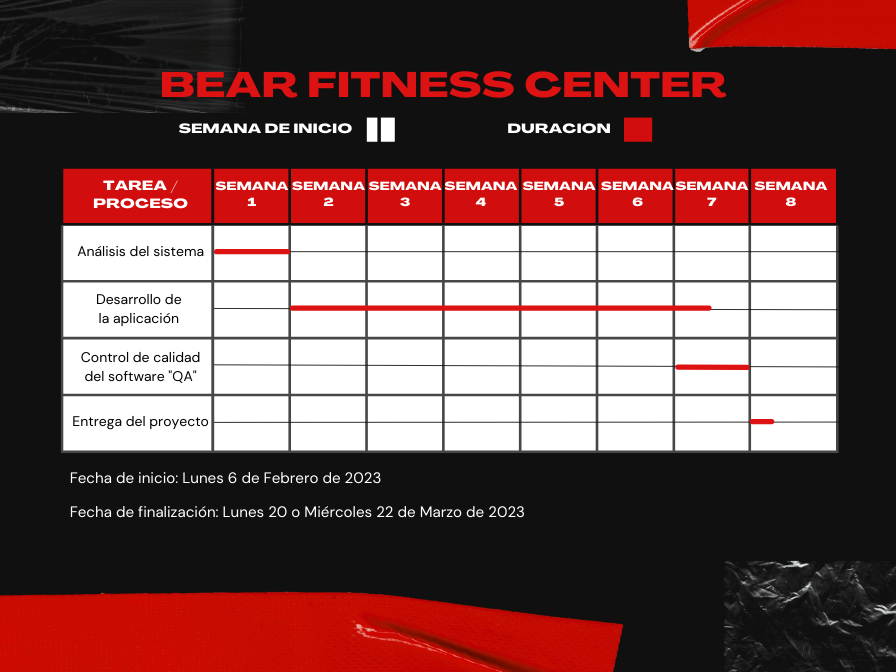 BEAR FITNESS CENTER
SEMANA DE INICIO
DURACION
TAREA / PROCESO
SEMANA 1
SEMANA 2
SEMANA 3
SEMANA 4
SEMANA 5
SEMANA 6
SEMANA 7
SEMANA 8
Análisis del sistema
Desarrollo de
la aplicación
Control de calidad
del software "QA"
Entrega del proyecto
Fecha de inicio: Lunes 6 de Febrero de 2023
Fecha de finalización: Lunes 20 o Miércoles 22 de Marzo de 2023